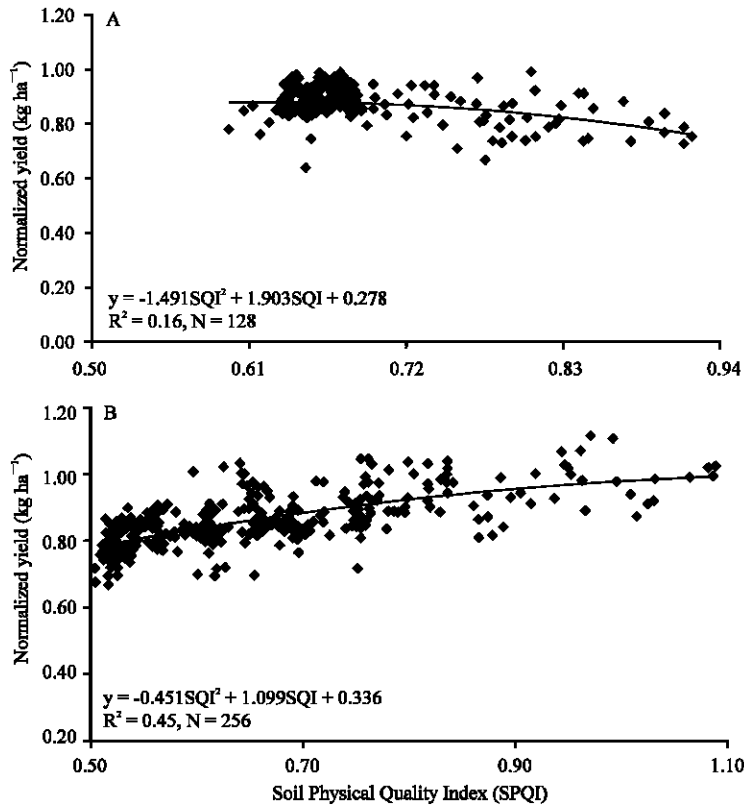 A
1.20
1.00
0.80
0.60
0.40
0.20
0.00
Normalized yield (kg ha⁻¹)
y = -1.491SQI² + 1.903SQI + 0.278
R² = 0.16, N = 128
0.50 0.61 0.72 0.83 0.94
B
1.20
1.00
0.80
0.60
0.40
0.20
Normalized yield (kg ha⁻¹)
y = -0.451SQI² + 1.099SQI + 0.336
R² = 0.45, N = 256
0.50 0.70 0.90 1.10
Soil Physical Quality Index (SPQI)